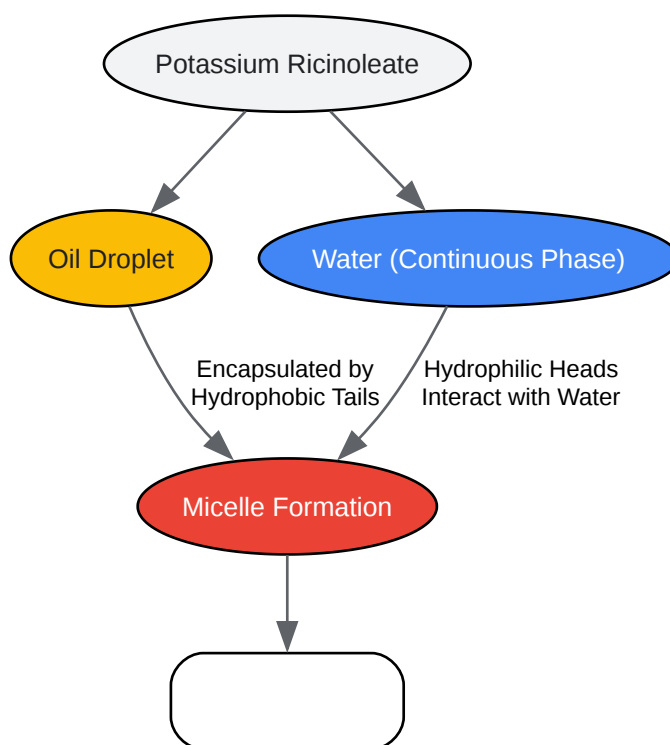 Potassium Ricinoleate
Oil Droplet
Water (Continuous Phase)
Encapsulated by
Hydrophobic Tails
Hydrophilic Heads
Interact with Water
Micelle Formation